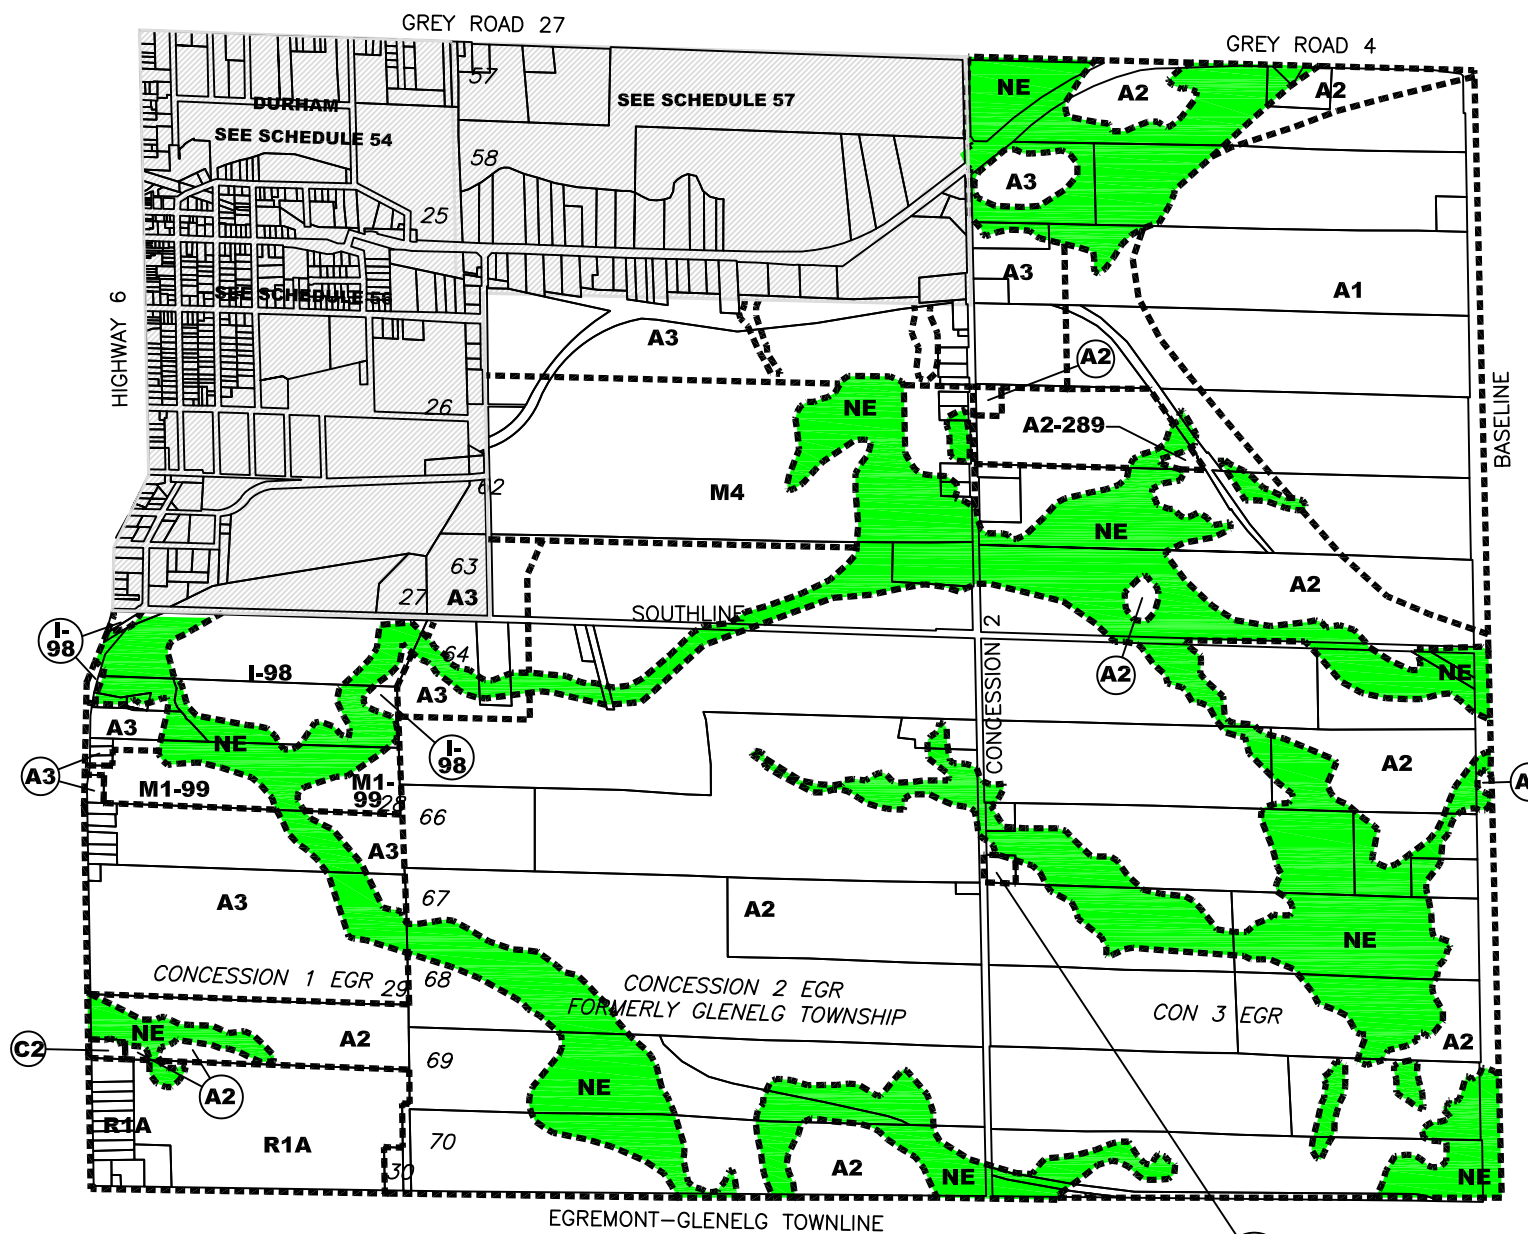 GREY ROAD 27
GREY ROAD 4
57
NE
A2
A2
DURHAM
SEE SCHEDULE 57
SEE SCHEDULE 54
58
A3
25
A3
A1
SEE SCHEDULE 56
HIGHWAY 6
A3
A2
26
NE
A2-289
BASELINE
62
M4
NE
63
A2
27
A3
SOUTHLINE
CONCESSION 2
I-
98
64
I-98
A3
A2
NE
A3
NE
I-
98
A3
M1-99
M1-
99
28
A2
A
66
A3
67
A3
A2
NE
CONCESSION 1 EGR
29
68
CONCESSION 2 EGR
FORMERLY GLENELG TOWNSHIP
CON 3 EGR
NE
A2
A2
C2
69
A2
NE
R1A
R1A
70
30
A2
NE
NE
EGREMONT-GLENELG TOWNLINE